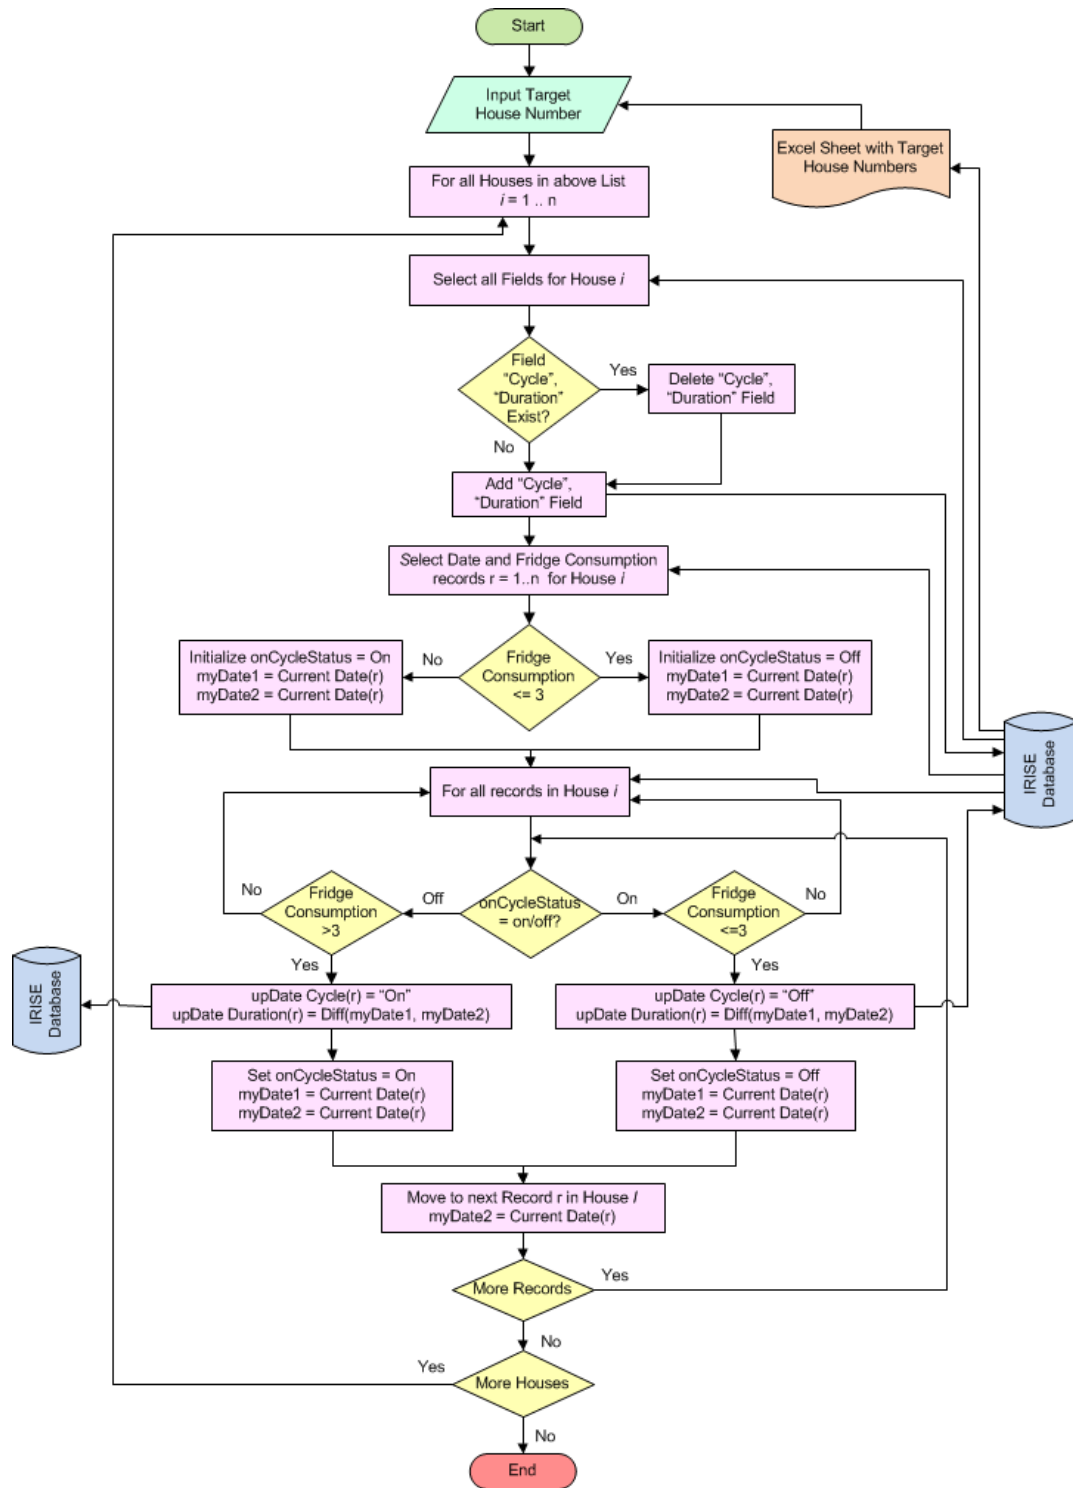 Start
Input Target
House Number
Excel Sheet with Target
House Numbers
For all Houses in above List
i = 1 .. n
Select all Fields for House i
Field
“Cycle”,
“Duration”
Exist?
Yes
Delete “Cycle”,
“Duration” Field
No
Add “Cycle”,
“Duration” Field
Select Date and Fridge Consumption
records r = 1..n for House i
Initialize onCycleStatus = On
myDate1 = Current Date(r)
myDate2 = Current Date(r)
No
Fridge
Consumption
<= 3
Yes
Initialize onCycleStatus = Off
myDate1 = Current Date(r)
myDate2 = Current Date(r)
IRISE
Database
For all records in House i
No
Fridge
Consumption
>3
Off
onCycleStatus
= on/off?
On
Fridge
Consumption
<=3
No
Yes
Yes
IRISE
Database
upDate Cycle(r) = “On”
upDate Duration(r) = Diff(myDate1, myDate2)
upDate Cycle(r) = “Off”
upDate Duration(r) = Diff(myDate1, myDate2)
Set onCycleStatus = On
myDate1 = Current Date(r)
myDate2 = Current Date(r)
Set onCycleStatus = Off
myDate1 = Current Date(r)
myDate2 = Current Date(r)
Move to next Record r in House I
myDate2 = Current Date(r)
More Records
Yes
No
Yes
More Houses
No
End